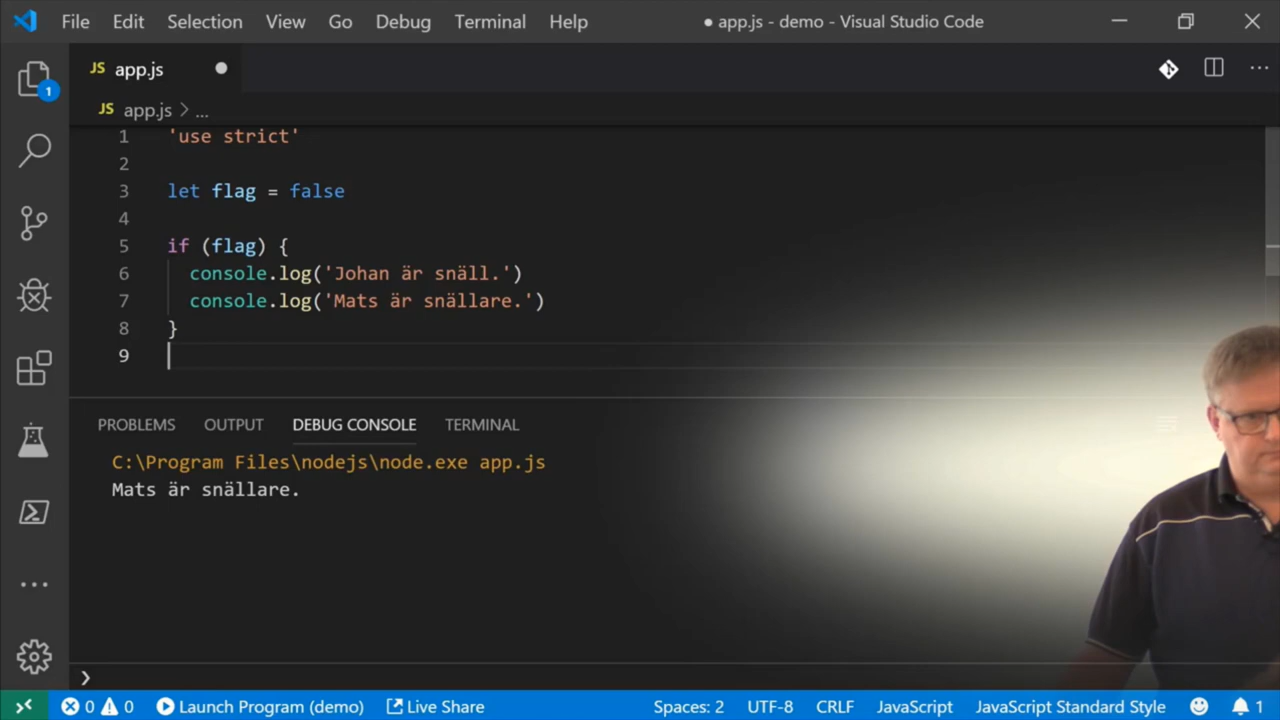 File Edit Selection View Go Debug Terminal Help ● app.js - demo - Visual Studio Code
1
JS app.js
JS app.js > ...
1 'use strict'
2
3 let flag = false
4
5 if (flag) {
6 console.log('Johan är snäll.')
7 console.log('Mats är snällare.')
8 }
9
PROBLEMS OUTPUT DEBUG CONSOLE TERMINAL
C:\Program Files\nodejs\node.exe app.js
Mats är snällare.
0 0 Launch Program (demo) Live Share Spaces: 2 UTF-8 CRLF JavaScript JavaScript Standard Style 1